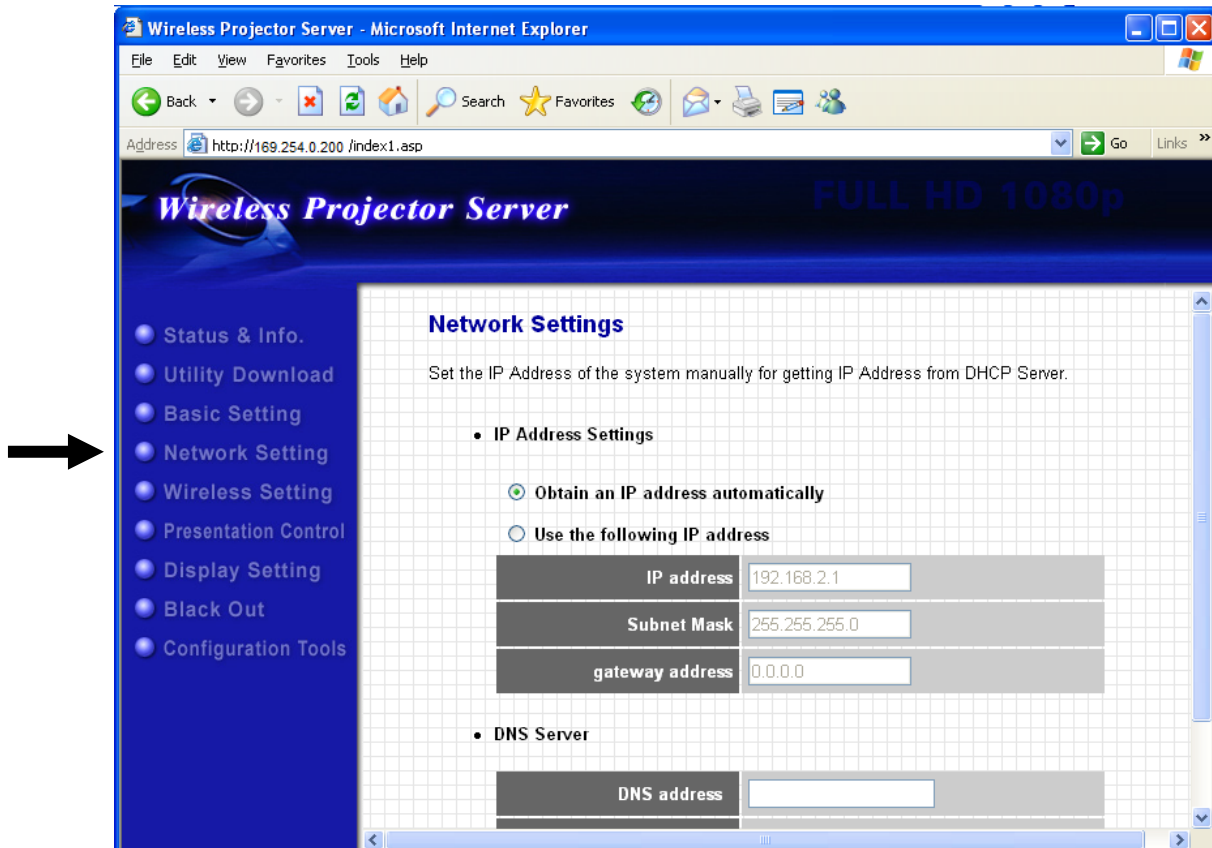 Wireless Projector Server - Microsoft Internet Explorer
File Edit View Favorites Tools Help
Back Search Favorites
Address http://169.254.0.200 /index1.asp Go Links »
Wireless Projector Server
FULL HD 1080p
Status & Info.
Utility Download
Basic Setting
Network Setting
Wireless Setting
Presentation Control
Display Setting
Black Out
Configuration Tools
Network Settings
Set the IP Address of the system manually for getting IP Address from DHCP Server.
• IP Address Settings
Obtain an IP address automatically
Use the following IP address
IP address 192.168.2.1
Subnet Mask 255.255.255.0
gateway address 0.0.0.0
• DNS Server
DNS address